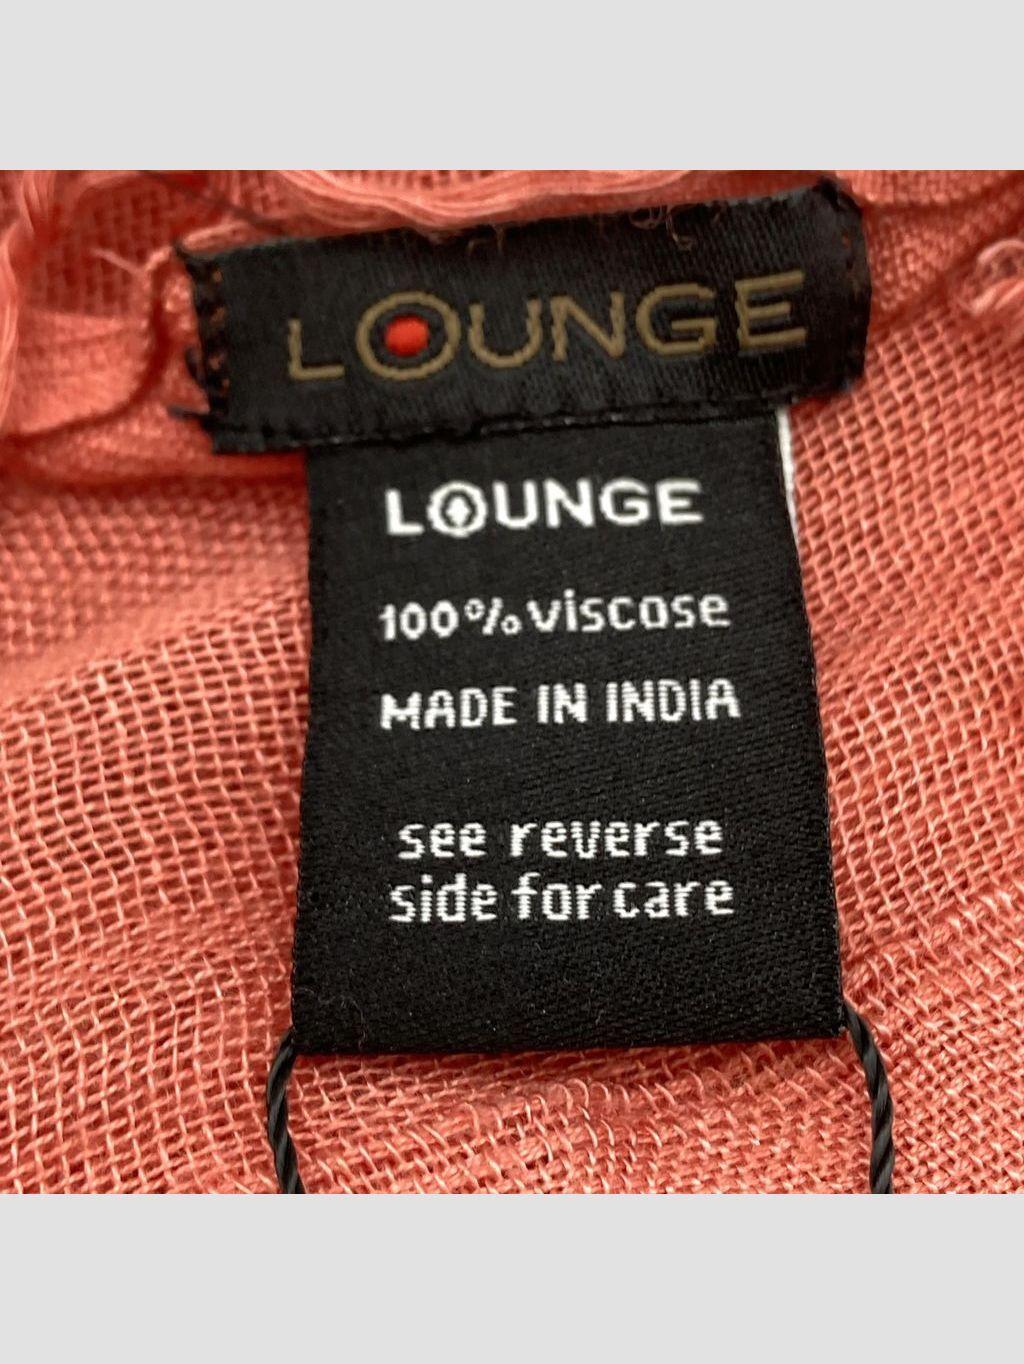 LOUNGE
LOUNGE
100% viscose
MADE IN INDIA
see reverse
side for care